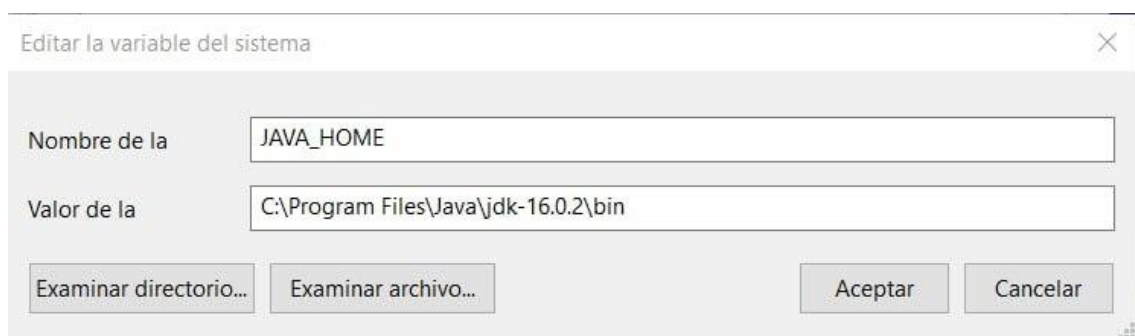 Editar la variable del sistema
Nombre de la JAVA_HOME
Valor de la C:\Program Files\Java\jdk-16.0.2\bin
Examinar directorio... Examinar archivo... Aceptar Cancelar